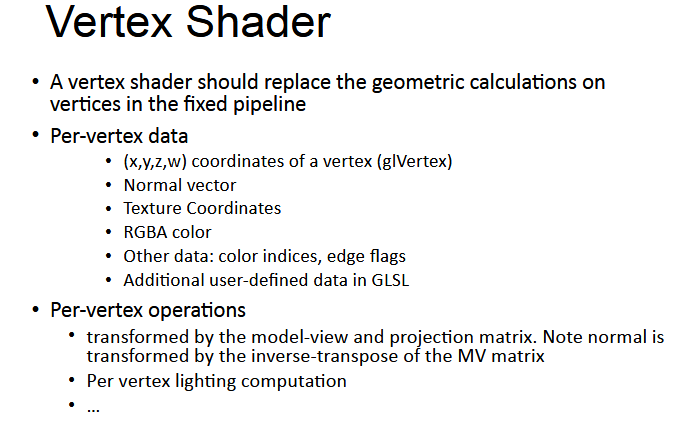 Vertex Shader
• A vertex shader should replace the geometric calculations on
vertices in the fixed pipeline
• Per-vertex data
• (x,y,z,w) coordinates of a vertex (glVertex)
• Normal vector
• Texture Coordinates
• RGBA color
• Other data: color indices, edge flags
• Additional user-defined data in GLSL
• Per-vertex operations
• transformed by the model-view and projection matrix. Note normal is
transformed by the inverse-transpose of the MV matrix
• Per vertex lighting computation
• ...